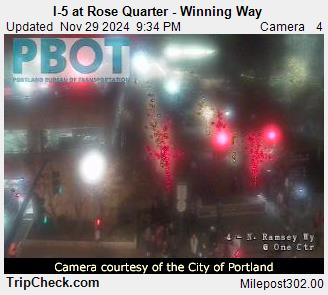 I-5 at Rose Quarter - Winning Way
Updated Nov 29 2024 9:34 PM Camera 4
PBOT
PORTLAND BUREAU OF TRANSPORTATION
4 - N. Ramsey Wy
@ One Ctr
Camera courtesy of the City of Portland
TripCheck.com Milepost302.00